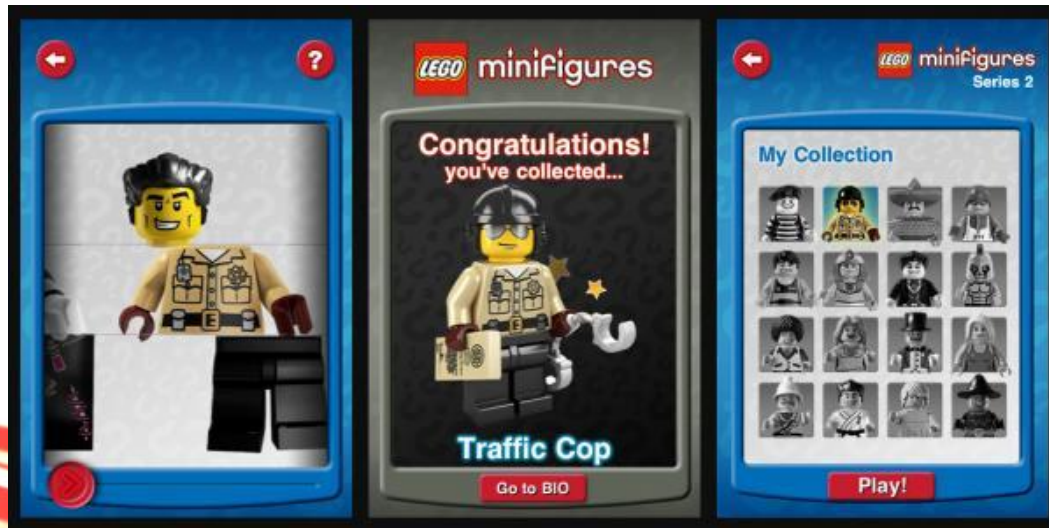 ?
LEGO minifigures
Congratulations!
you've collected...
Traffic Cop
Go to BIO
LEGO minifigures
Series 2
My Collection
Play!